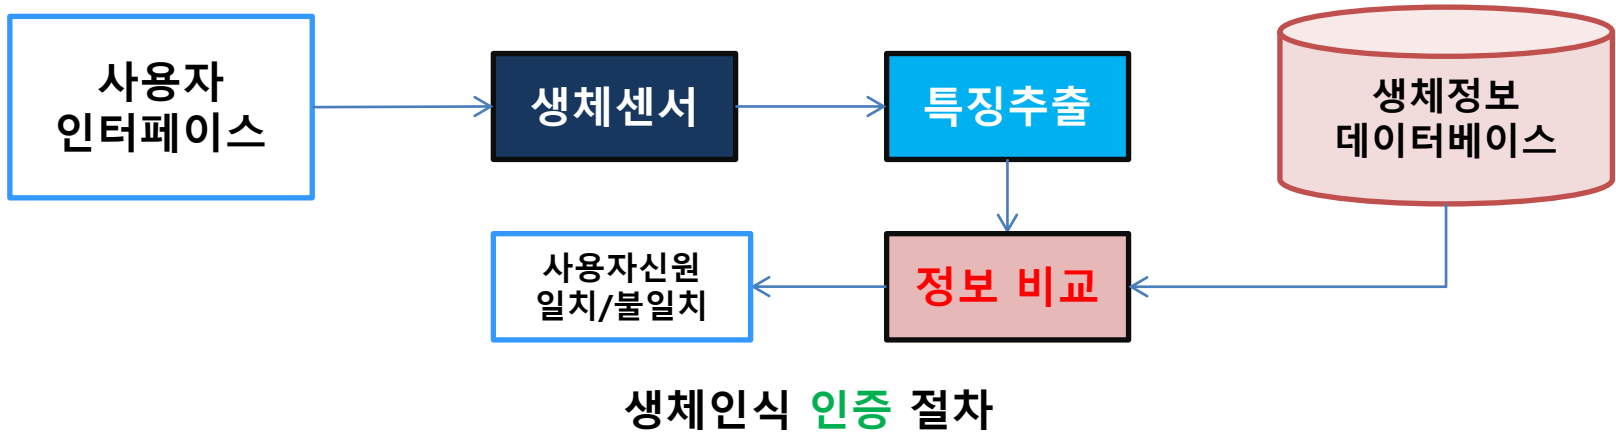 사용자
인터페이스
생체센서
특징추출
생체정보
데이터베이스
사용자신원
일치/불일치
정보 비교
생체인식 인증 절차